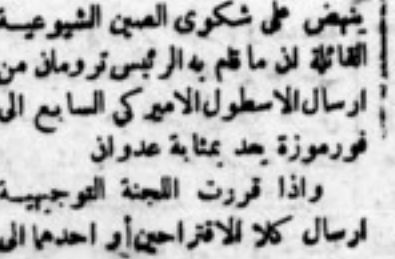 ينهض على شكوى الصين الشيوعية
القائلة ان ما قام به الرئيس ترومان من
ارسال الاسطول الاميركي السابع الى
فورموزة يعد بمثابة عدوان
واذا قررت اللجنة التوجيهية
ارسال كلا الاقتراحين أو احدهما الى